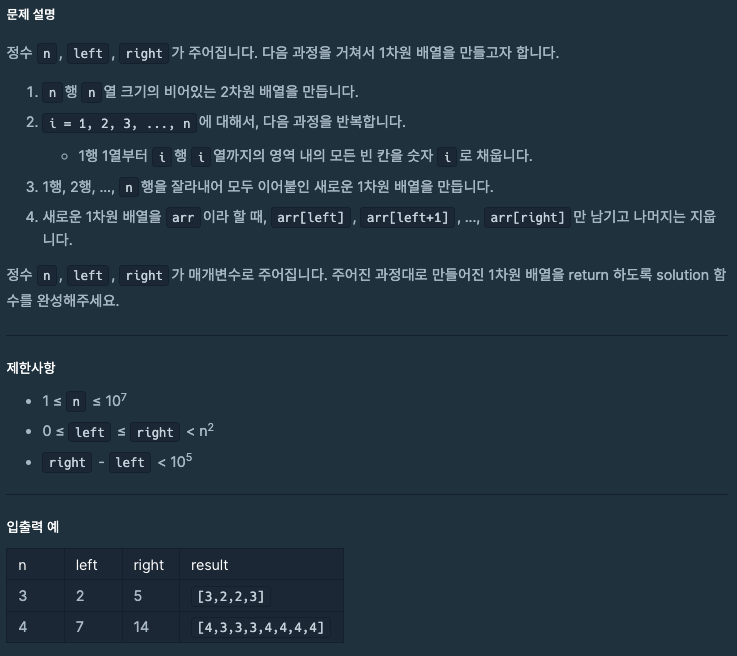 문제 설명
정수 n , left , right 가 주어집니다. 다음 과정을 거쳐서 1차원 배열을 만들고자 합니다.
1. n 행 n 열 크기의 비어있는 2차원 배열을 만듭니다.
2. i = 1, 2, 3, ..., n 에 대해서, 다음 과정을 반복합니다.
○ 1행 1열부터 i 행 i 열까지의 영역 내의 모든 빈 칸을 숫자 i 로 채웁니다.
3. 1행, 2행, ..., n 행을 잘라내어 모두 이어붙인 새로운 1차원 배열을 만듭니다.
4. 새로운 1차원 배열을 arr 이라 할 때, arr[left] , arr[left+1] , ..., arr[right] 만 남기고 나머지는 지웁
니다.
정수 n , left , right 가 매개변수로 주어집니다. 주어진 과정대로 만들어진 1차원 배열을 return 하도록 solution 함
수를 완성해주세요.
제한사항
• 1 ≤ n ≤ 10⁷
• 0 ≤ left ≤ right < n²
• right - left < 10⁵
입출력 예
n left right result
3 2 5 [3,2,2,3]
4 7 14 [4,3,3,3,4,4,4,4]